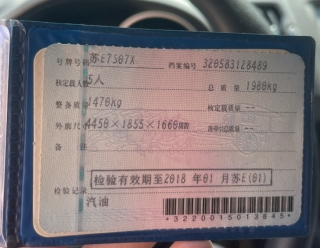 号牌号码 苏E7507X 档案编号 320583128489
核定载人数 5人 总质量 1900kg
整备质量 1470kg 核定载质量 --
外廓尺寸 4450×1855×1660mm 准牵引总质量 --
备注
检验有效期至2018年01月苏E(01)
检验记录
汽油
*3220015013845*